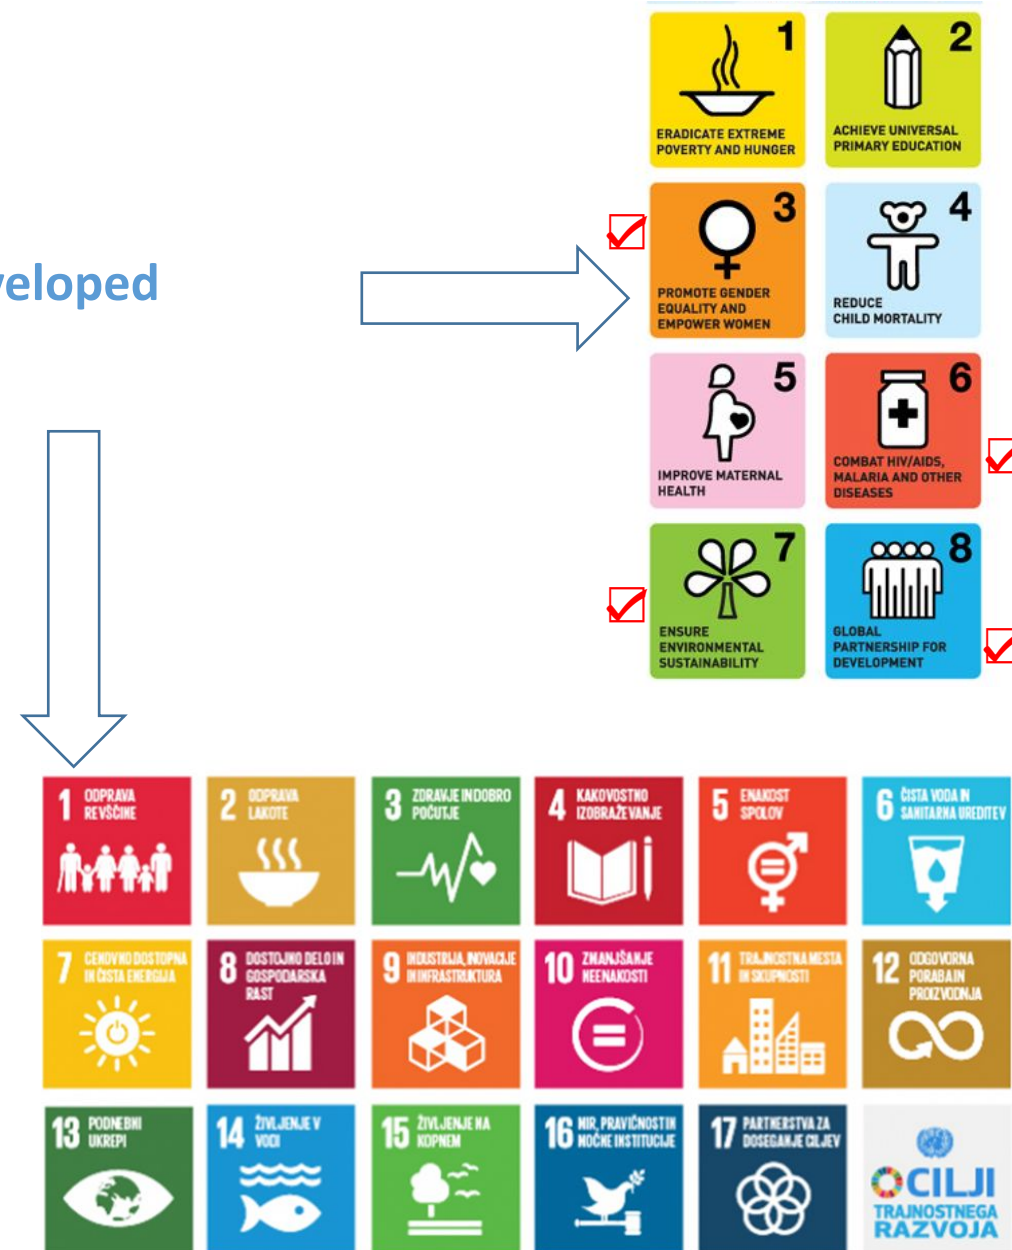 1
ERADICATE EXTREME
POVERTY AND HUNGER
2
ACHIEVE UNIVERSAL
PRIMARY EDUCATION
3
PROMOTE GENDER
EQUALITY AND
EMPOWER WOMEN
4
REDUCE
CHILD MORTALITY
veloped
5
IMPROVE MATERNAL
HEALTH
6
COMBAT HIV/AIDS,
MALARIA AND OTHER
DISEASES
7
ENSURE
ENVIRONMENTAL
SUSTAINABILITY
8
GLOBAL
PARTNERSHIP FOR
DEVELOPMENT
1 ODPRAVA
REVŠČINE
2 ODPRAVA
LAKOTE
3 ZDRAVJE IN DOBRO
POČUTJE
4 KAKOVOSTNO
IZOBRAŽEVANJE
5 ENAKOST
SPOLOV
6 ČISTA VODA IN
SANITARNA UREDITEV
7 CENOVNO DOSTOPNA
IN ČISTA ENERGIJA
8 DOSTOJNO DELO IN
GOSPODARSKA
RAST
9 INDUSTRIJA, INOVACIJE
IN INFRASTRUKTURA
10 ZMANJŠANJE
NEENAKOSTI
11 TRAJNOSTNA MESTA
IN SKUPNOSTI
12 ODGOVORNA
PORABA IN
PROIZVODNJA
13 PODNEBNI
UKREPI
14 ŽIVLJENJE V
VODI
15 ŽIVLJENJE NA
KOPNEM
16 MIR, PRAVIČNOST IN
MOČNE INSTITUCIJE
17 PARTNERSTVA ZA
DOSEGANJE CILJEV
CILJI
TRAJNOSTNEGA
RAZVOJA